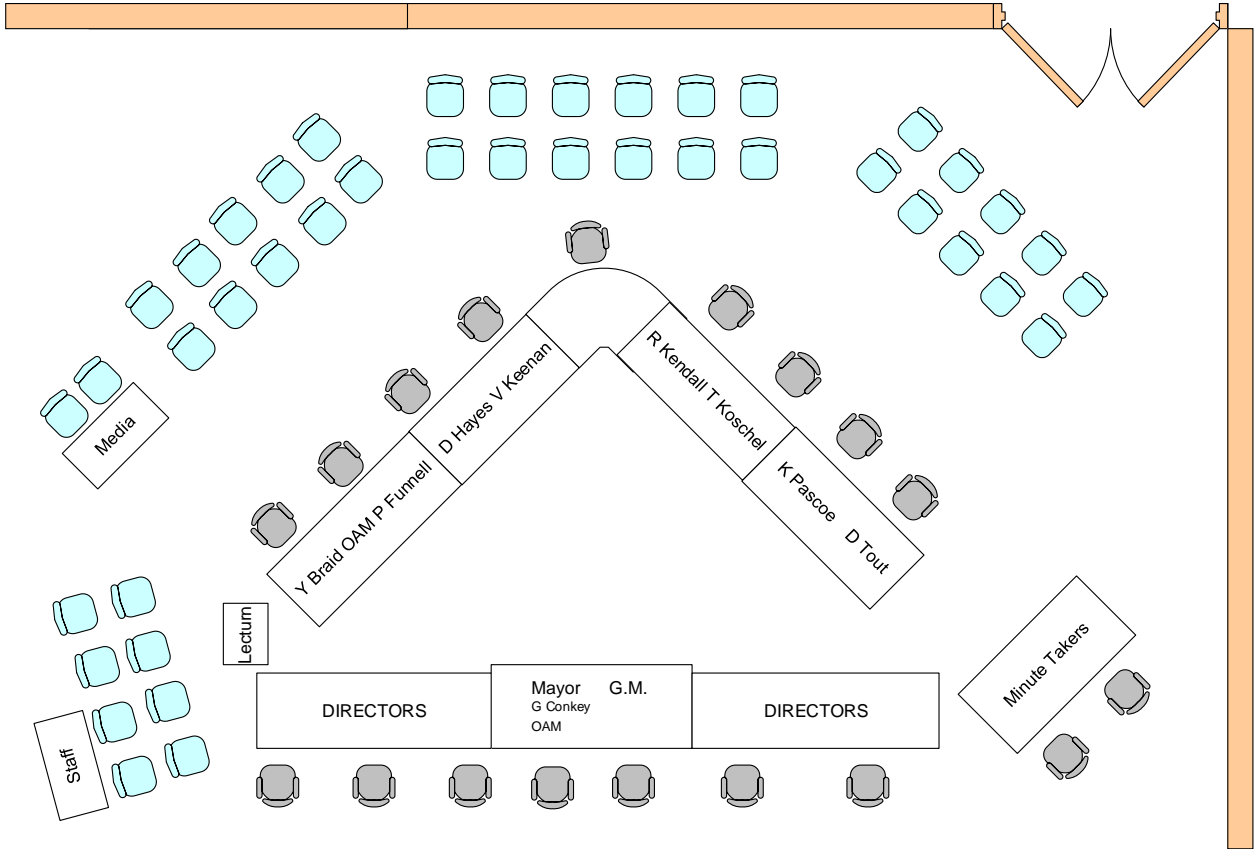 R Kendall T Koschel
D Hayes V Keenan
Media
K Pascoe D Tout
Y Braid OAM P Funnell
Lectum
Minute Takers
Mayor G.M.
G Conkey
OAM
DIRECTORS
DIRECTORS
Staff